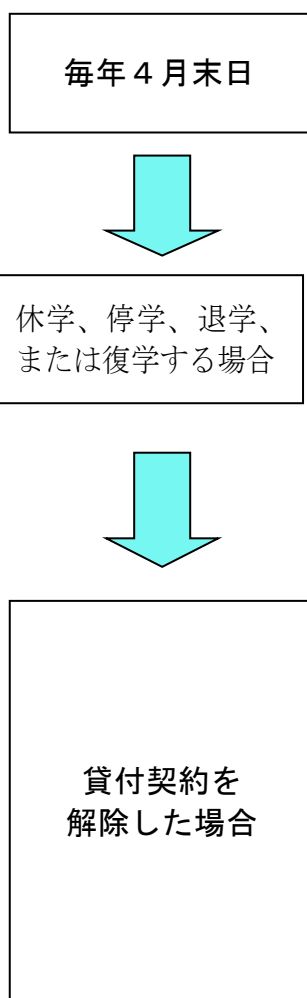 毎年４月末日
休学、停学、退学、
または復学する場合
貸付契約を
解除した場合